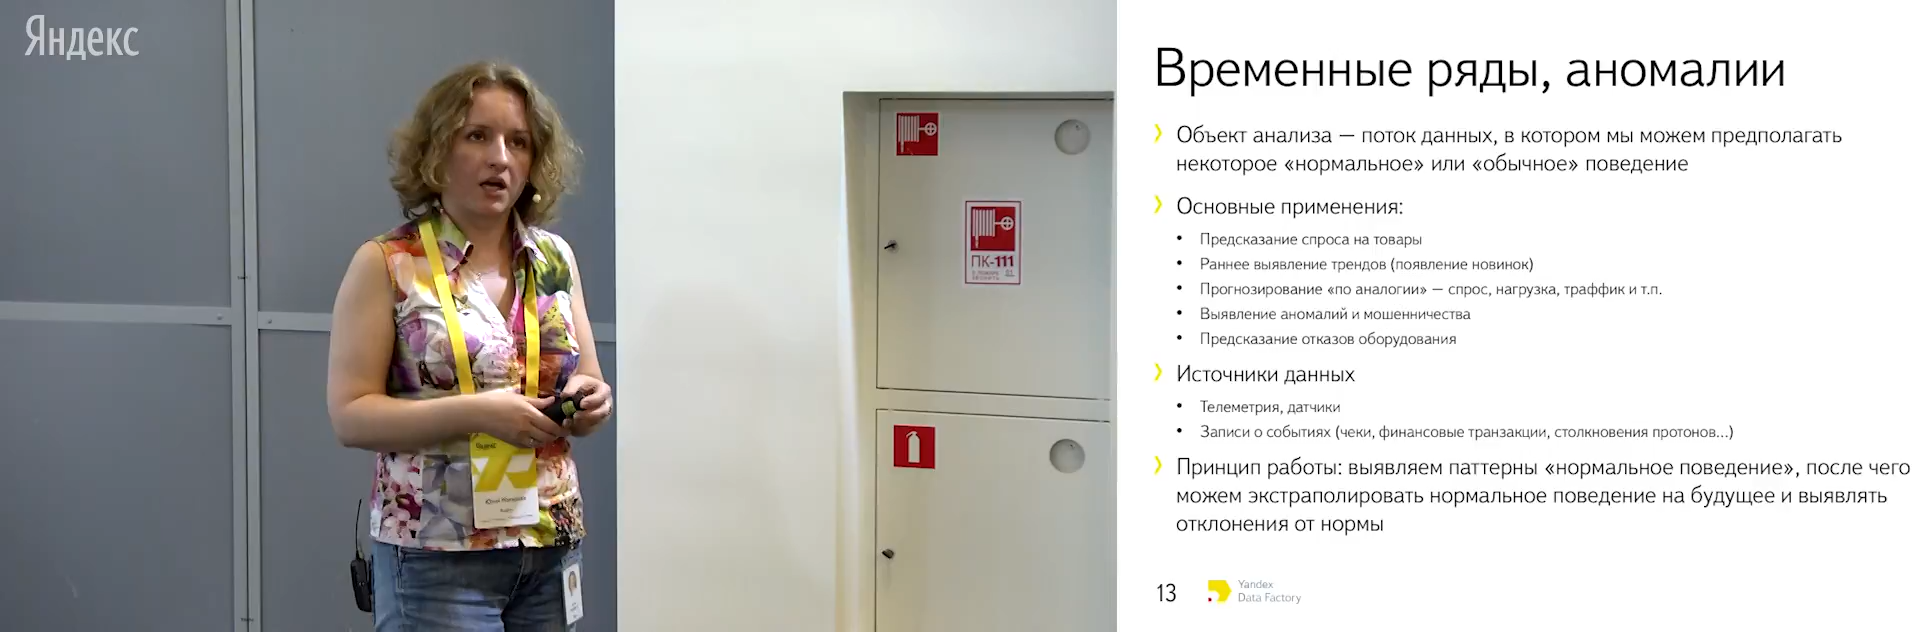 Яндекс
ПК-111
Яндекс
Временные ряды, аномалии
Объект анализа — поток данных, в котором мы можем предполагать
некоторое «нормальное» или «обычное» поведение
Основные применения:
Предсказание спроса на товары
Раннее выявление трендов (появление новинок)
Прогнозирование «по аналогии» — спрос, нагрузка, траффик и т.п.
Выявление аномалий и мошенничества
Предсказание отказов оборудования
Источники данных
Телеметрия, датчики
Записи о событиях (чеки, финансовые транзакции, столкновения протонов...)
Принцип работы: выявляем паттерны «нормальное поведение», после чего
можем экстраполировать нормальное поведение на будущее и выявлять
отклонения от нормы
13
Yandex
Data Factory